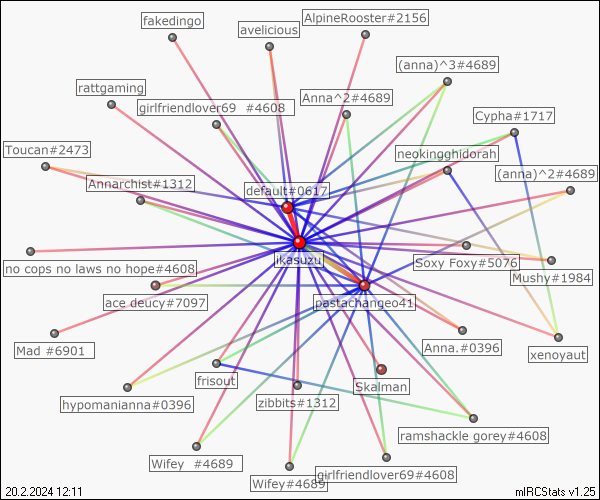 fakedingo
avelicious
AlpineRooster#2156
(anna)^3#4689
rattgaming
girlfriendlover69 #4608
Anna^2#4689
Cypha#1717
Toucan#2473
neokingghidorah
(anna)^2#4689
Annarchist#1312
default#0617
ikasuzu
no cops no laws no hope#4608
Soxy Foxy#5076
Mushy#1984
ace deucy#7097
pastachangeo41
Mad #6901
Anna.#0396
xenoyaut
frisout
Skalman
hypomanianna#0396
zibbits#1312
ramshackle gorey#4608
Wifey #4689
girlfriendlover69#4608
Wifey#4689
20.2.2024 12:11
mIRCStats v1.25